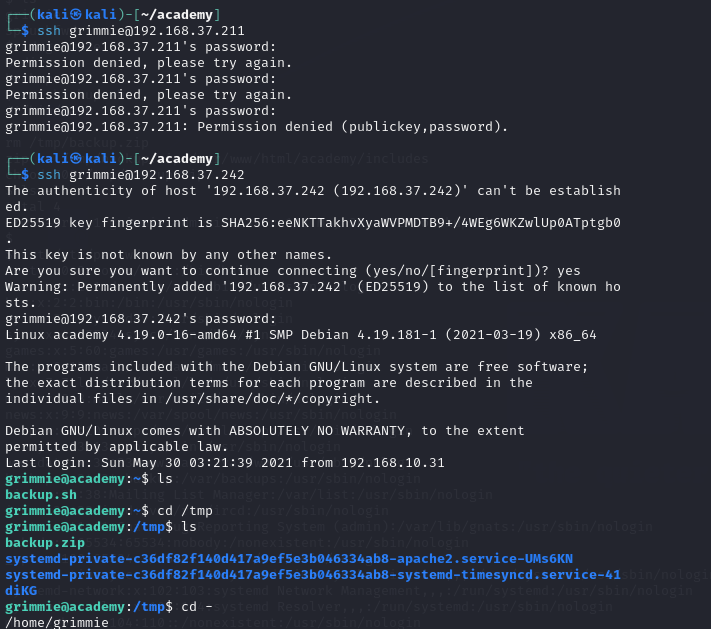 ┌──(kali㉿kali)-[~/academy]
└─$ ssh grimmie@192.168.37.211
grimmie@192.168.37.211's password:
Permission denied, please try again.
grimmie@192.168.37.211's password:
Permission denied, please try again.
grimmie@192.168.37.211's password:
grimmie@192.168.37.211: Permission denied (publickey,password).
┌──(kali㉿kali)-[~/academy]
└─$ ssh grimmie@192.168.37.242
The authenticity of host '192.168.37.242 (192.168.37.242)' can't be establish
ed.
ED25519 key fingerprint is SHA256:eeNKTTakhvXyaWVPMDTB9+/4WEg6WKZwlUp0ATptgb0
.
This key is not known by any other names.
Are you sure you want to continue connecting (yes/no/[fingerprint])? yes
Warning: Permanently added '192.168.37.242' (ED25519) to the list of known ho
sts.
grimmie@192.168.37.242's password:
Linux academy 4.19.0-16-amd64 #1 SMP Debian 4.19.181-1 (2021-03-19) x86_64
The programs included with the Debian GNU/Linux system are free software;
the exact distribution terms for each program are described in the
individual files in /usr/share/doc/*/copyright.
Debian GNU/Linux comes with ABSOLUTELY NO WARRANTY, to the extent
permitted by applicable law.
Last login: Sun May 30 03:21:39 2021 from 192.168.10.31
grimmie@academy:~$ ls
backup.sh
grimmie@academy:~$ cd /tmp
grimmie@academy:/tmp$ ls
backup.zip
systemd-private-c36df82f140d417a9ef5e3b046334ab8-apache2.service-UMs6KN
systemd-private-c36df82f140d417a9ef5e3b046334ab8-systemd-timesyncd.service-41
diKG
grimmie@academy:/tmp$ cd -
/home/grimmie